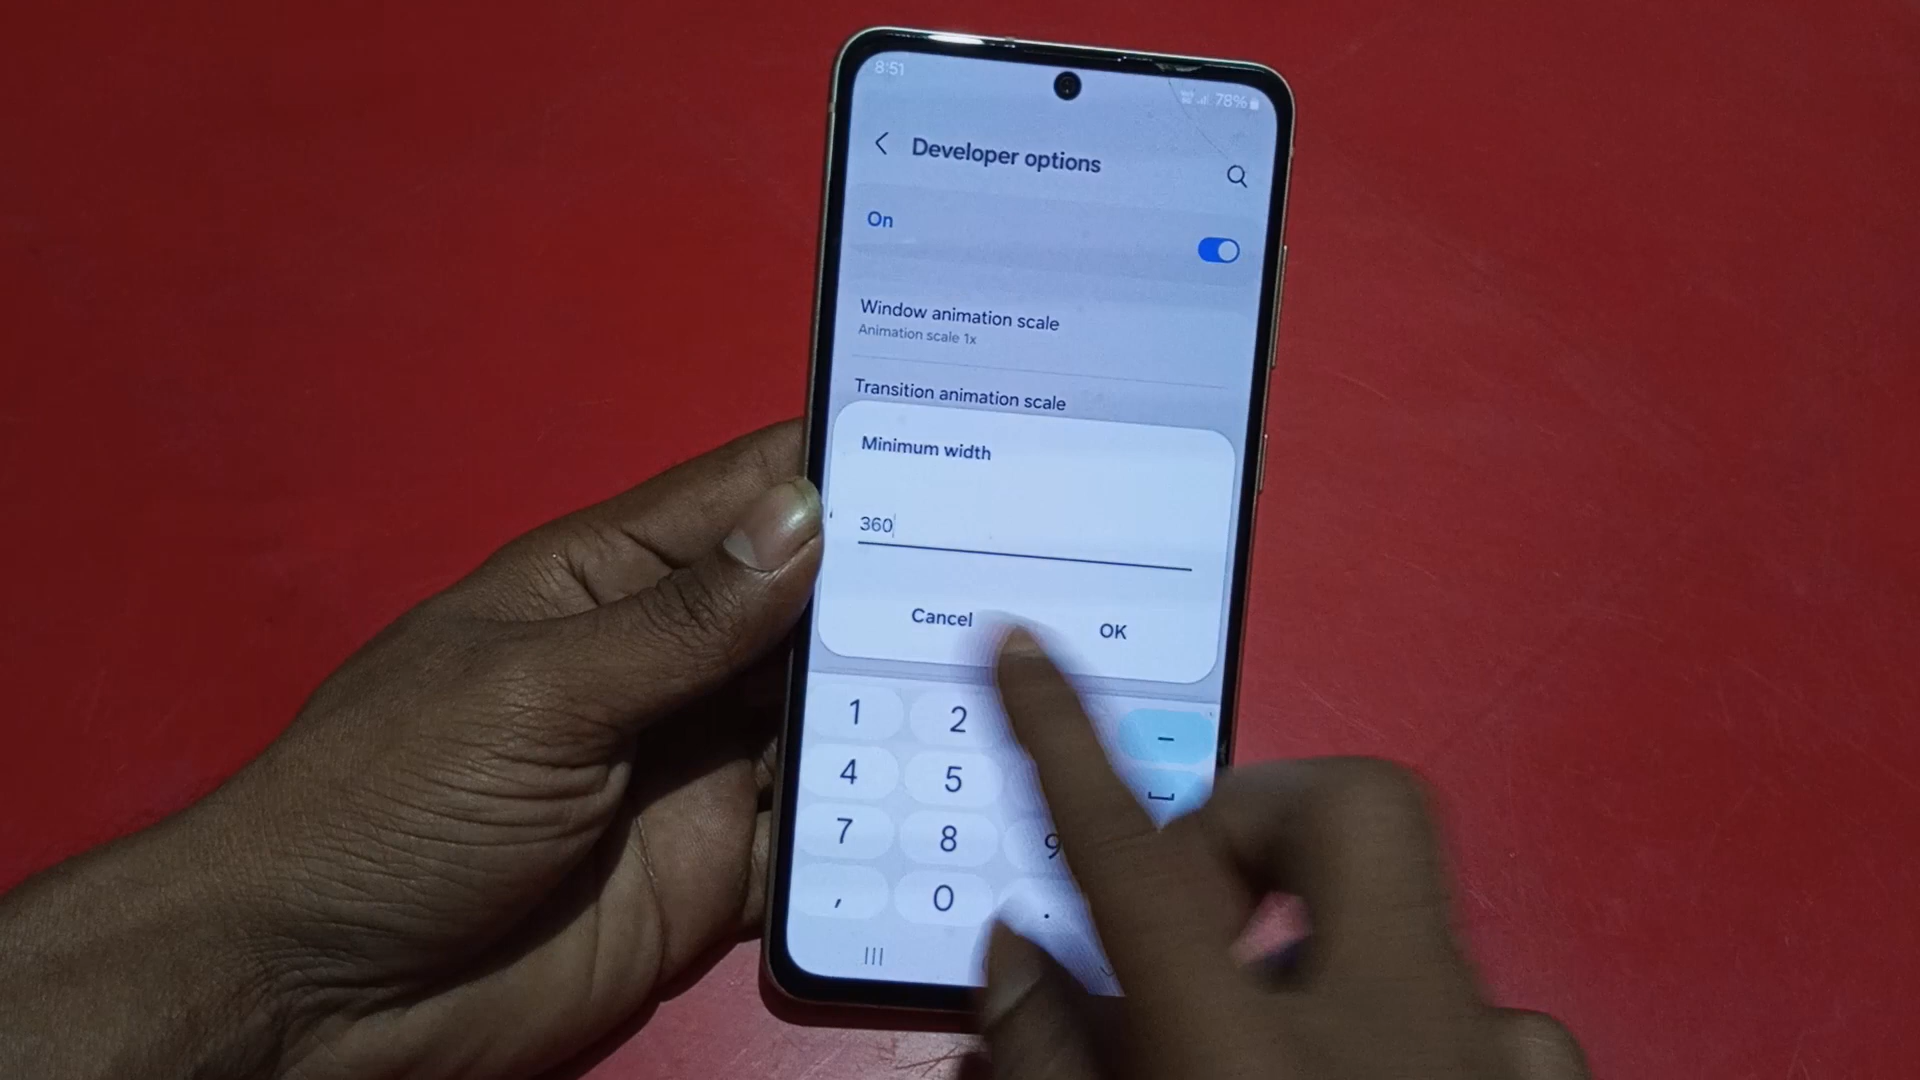 8:51
78%
Developer options
On
Window animation scale
Animation scale 1x
Transition animation scale
Minimum width
360
Cancel
OK
1 2 -
4 5
7 8 9
, 0 .